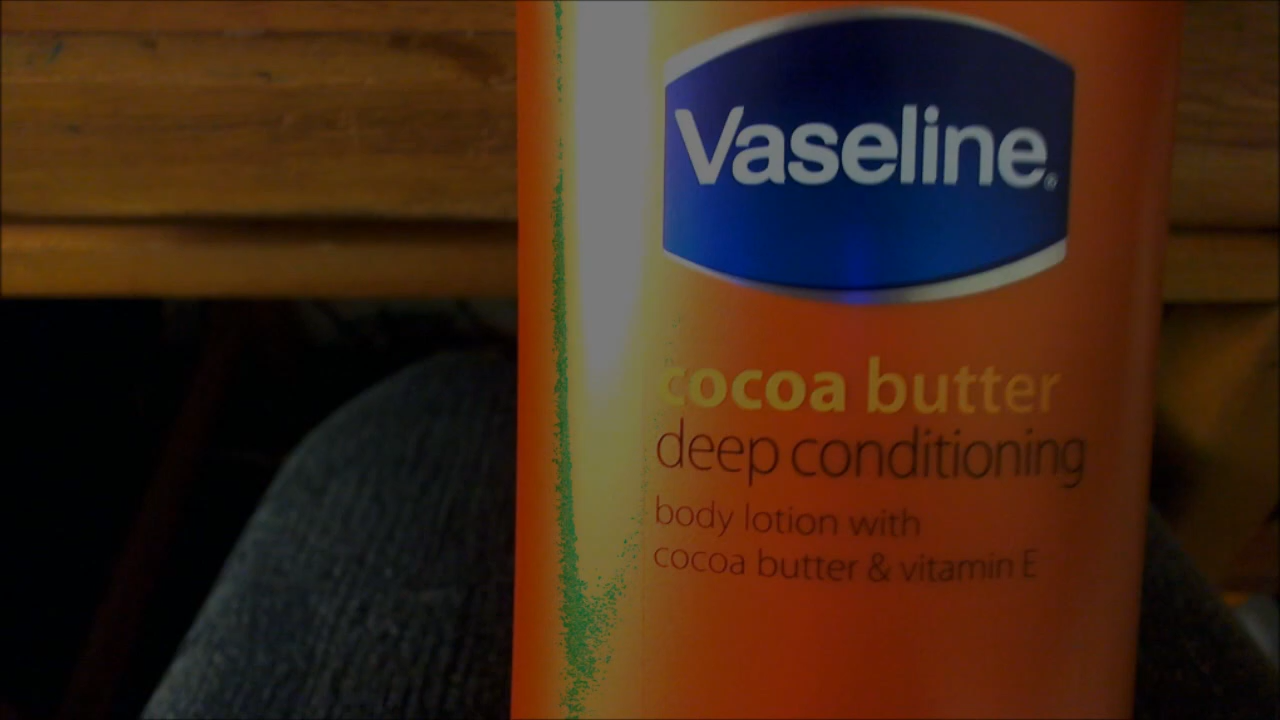 Vaseline®
cocoa butter
deep conditioning
body lotion with
cocoa butter & vitamin E